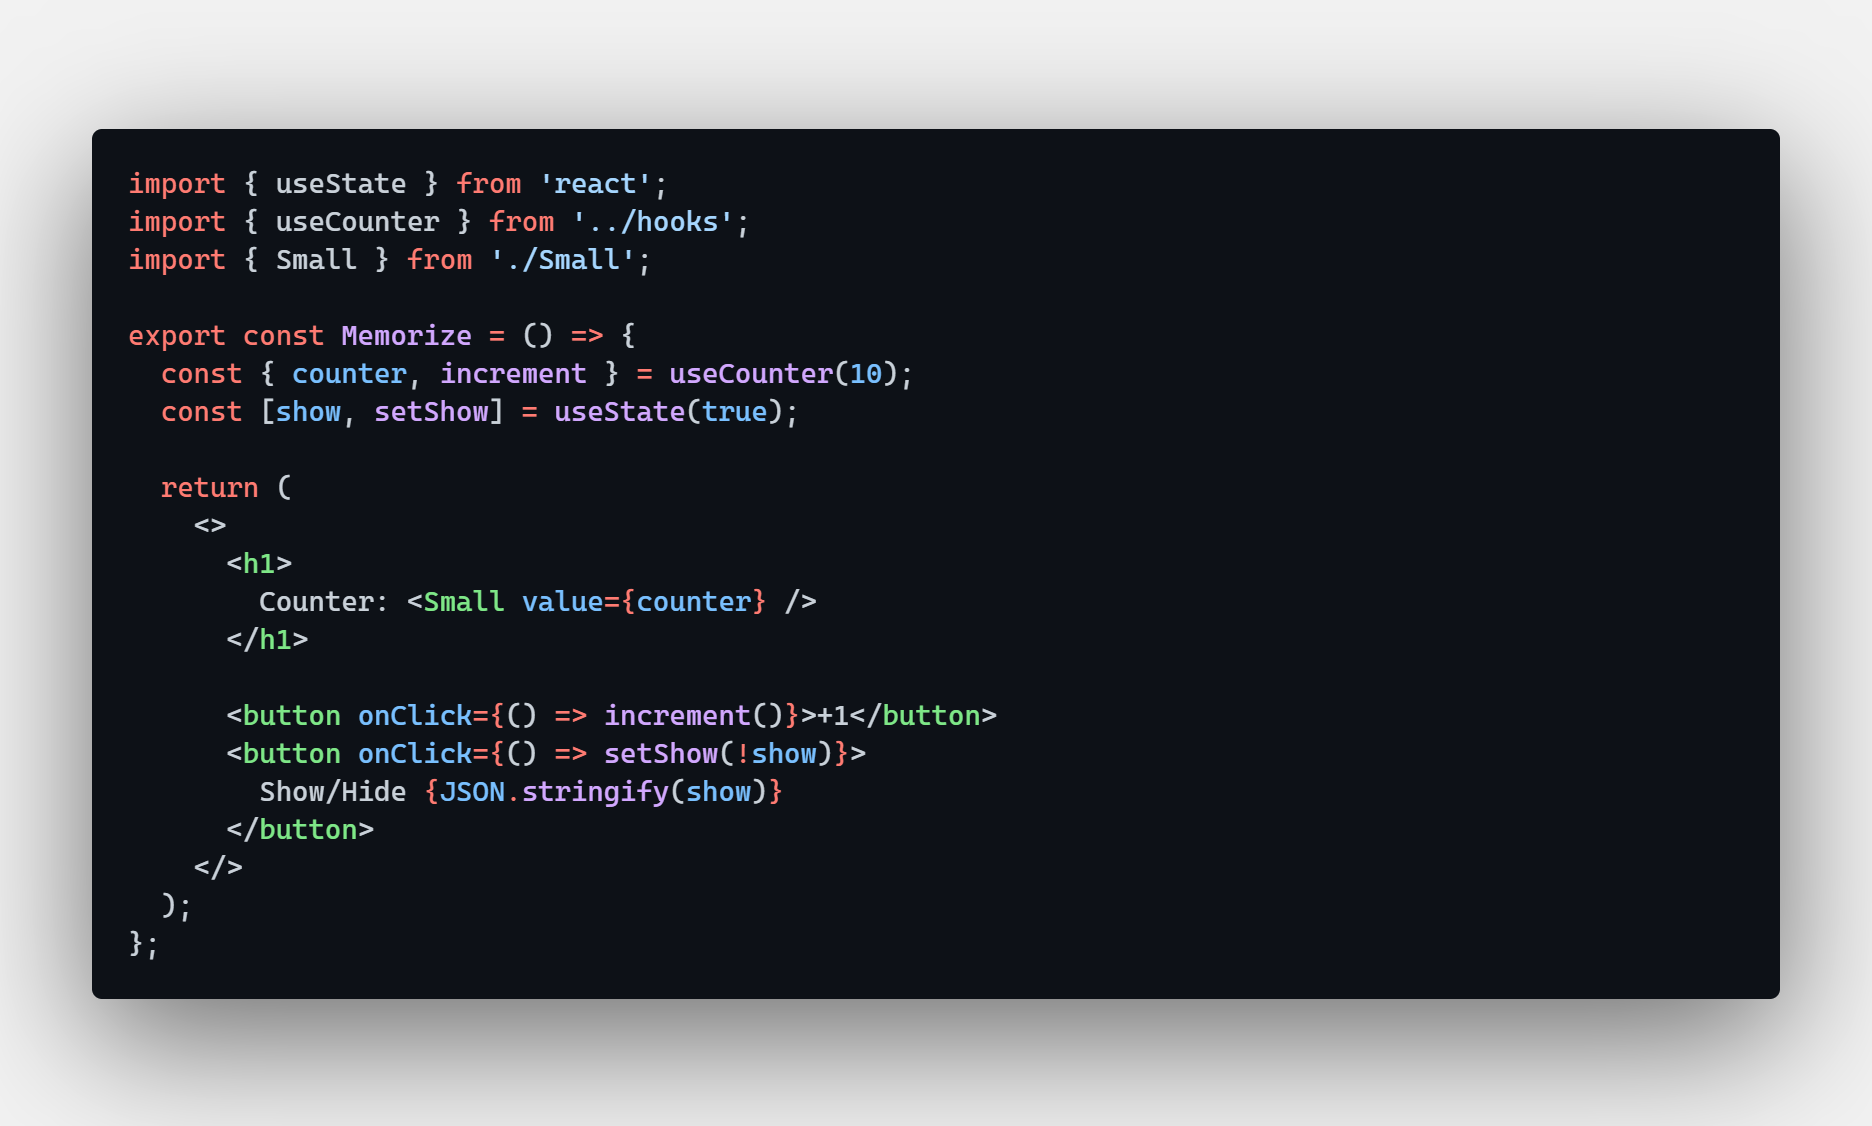 import { useState } from 'react';
import { useCounter } from '../hooks';
import { Small } from './Small';

export const Memorize = () => {
  const { counter, increment } = useCounter(10);
  const [show, setShow] = useState(true);

  return (
    <>
      <h1>
        Counter: <Small value={counter} />
      </h1>

      <button onClick={() => increment()}>+1</button>
      <button onClick={() => setShow(!show)}>
        Show/Hide {JSON.stringify(show)}
      </button>
    </>
  );
};